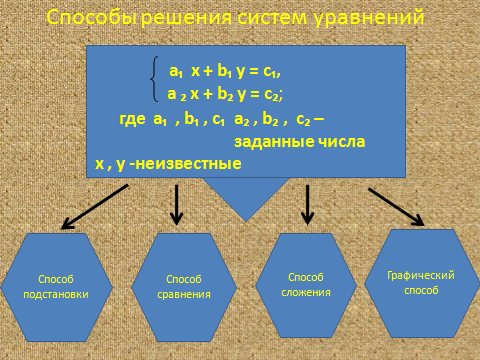 Способы решения систем уравнений
a₁ x + b₁ y = c₁,
a ₂ x + b₂ y = c₂;
где a₁ , b₁ , c₁ a₂ , b₂ , c₂ –
заданные числа
x , y -неизвестные
Способ
подстановки
Способ
сравнения
Способ
сложения
Графический
способ